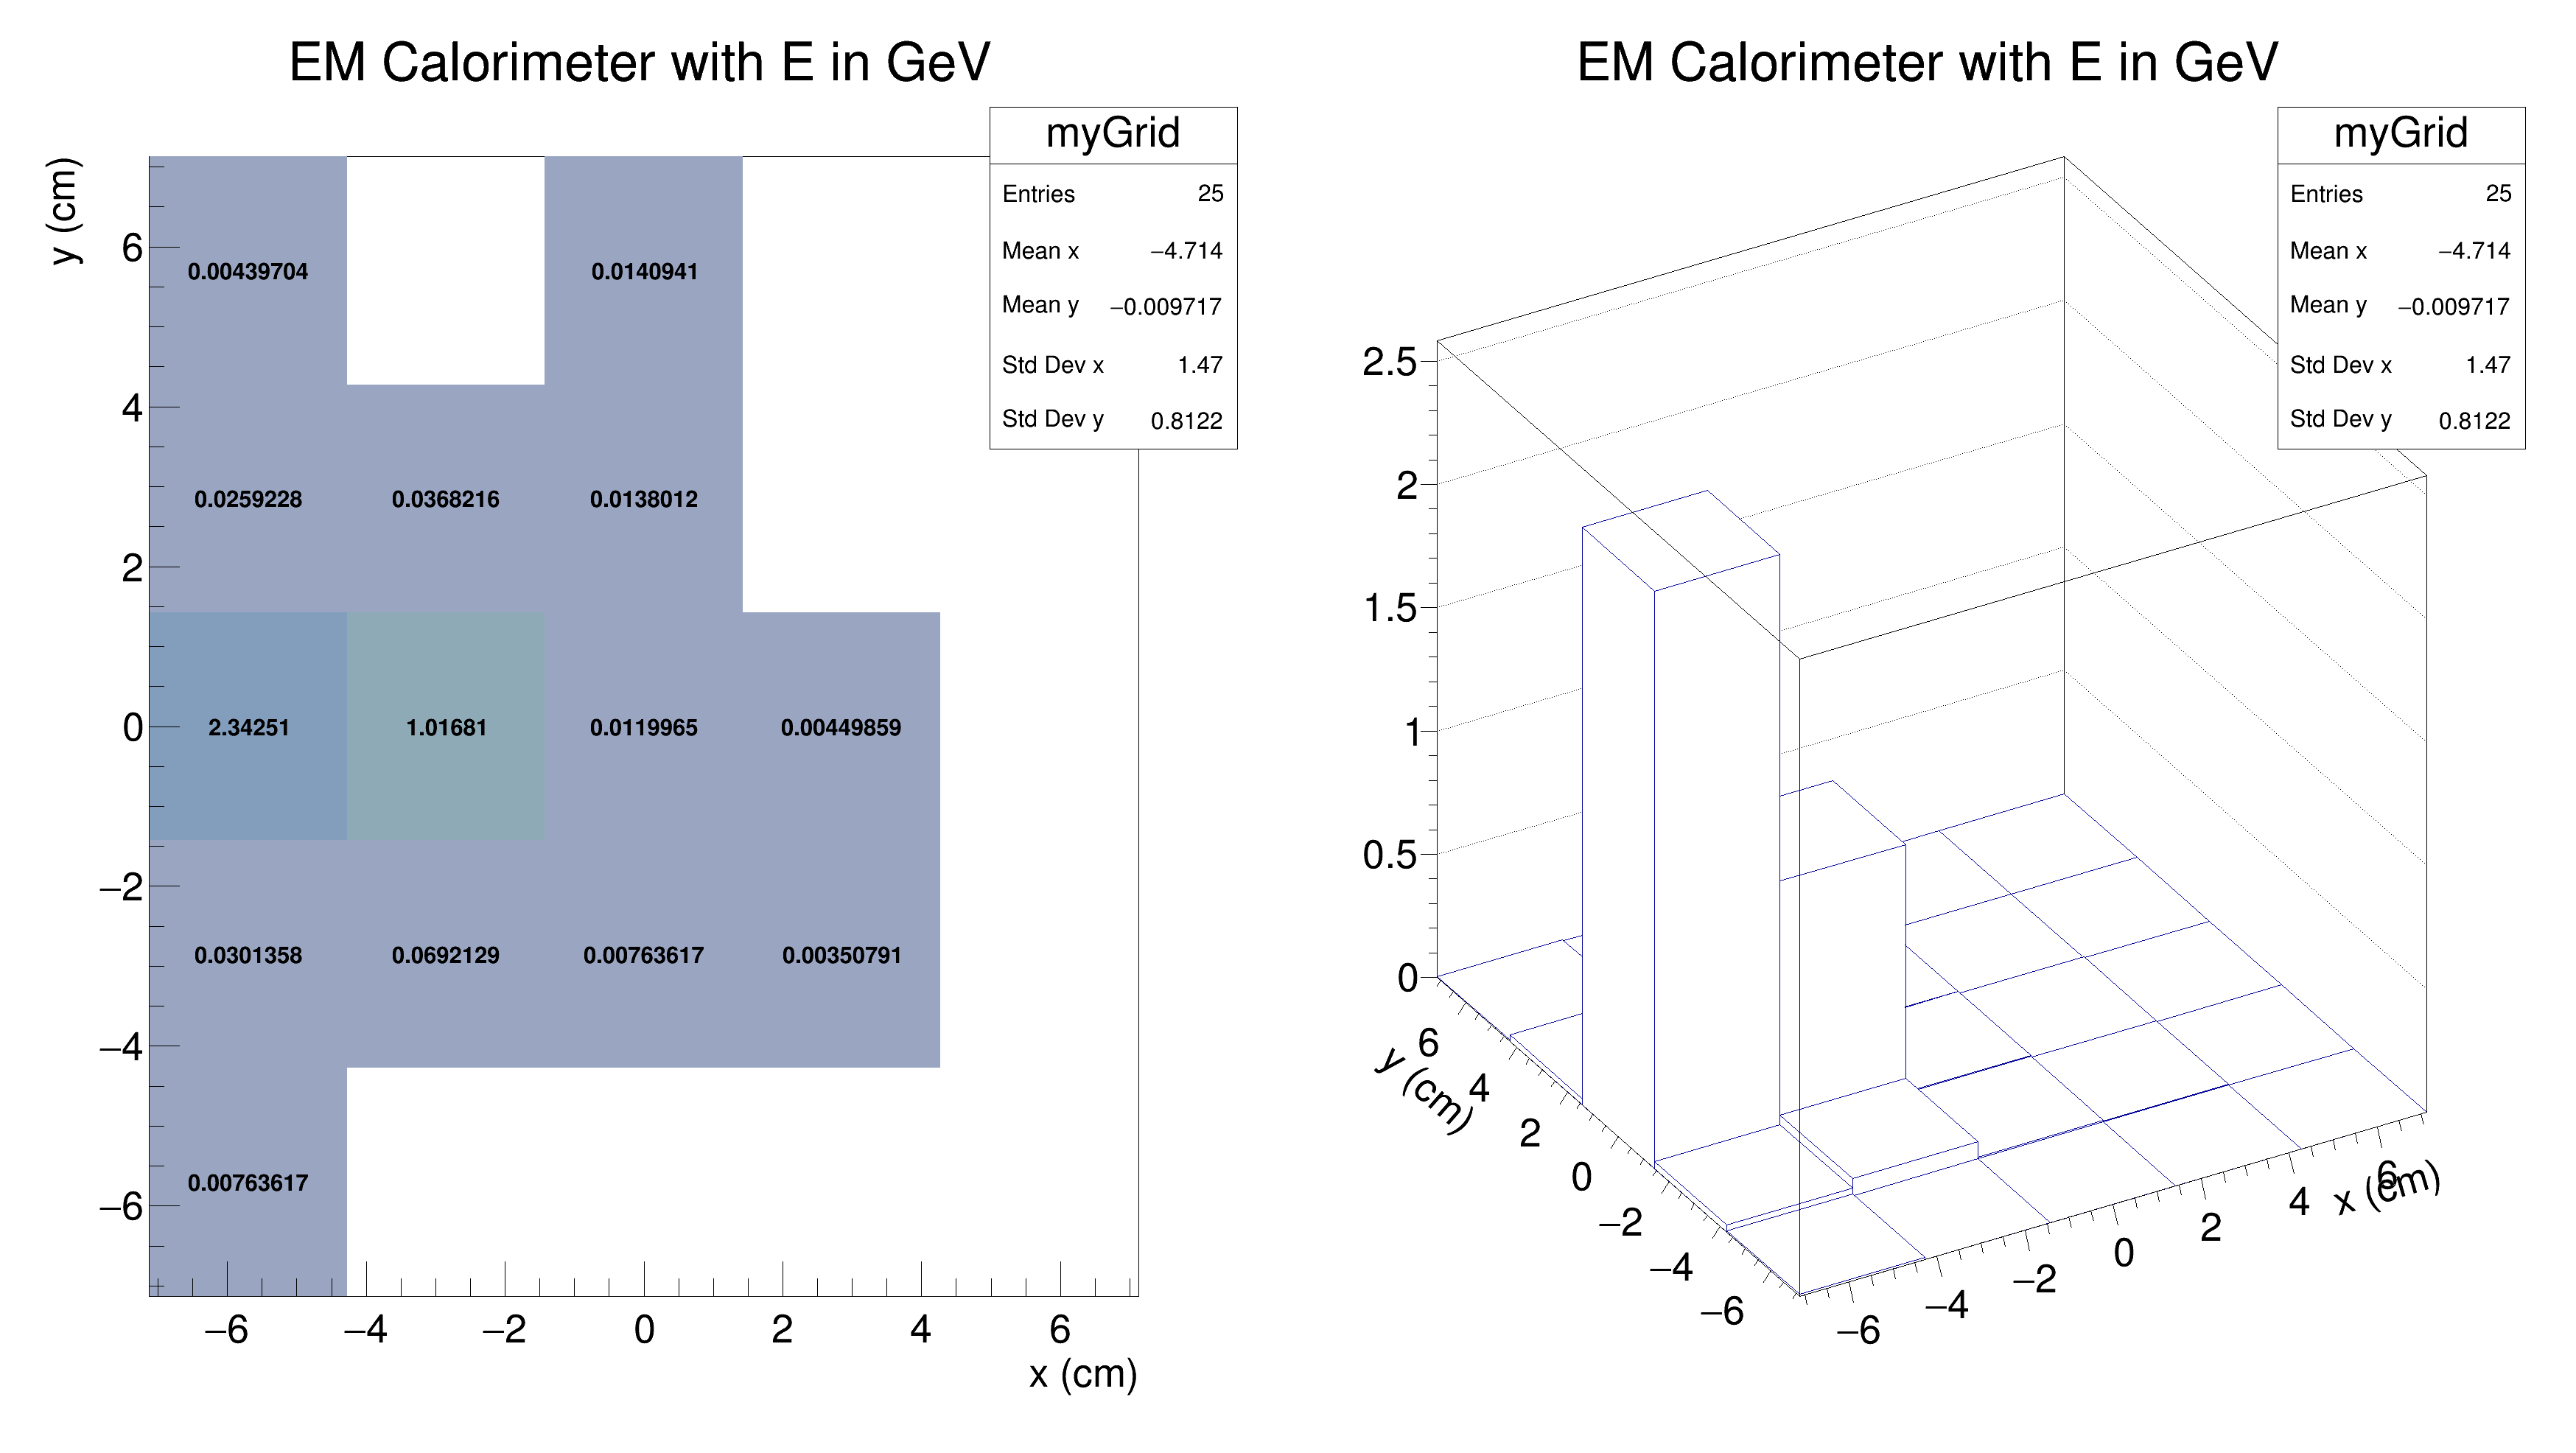 EM Calorimeter with E in GeV
myGrid
Entries 25
Mean x −4.714
Mean y −0.009717
Std Dev x 1.47
Std Dev y 0.8122
y (cm)
6
4
2
0
−2
−4
−6
0.00439704 0.0140941
0.0259228 0.0368216 0.0138012
2.34251 1.01681 0.0119965 0.00449859
0.0301358 0.0692129 0.00763617 0.00350791
0.00763617
−6 −4 −2 0 2 4 6
x (cm)
EM Calorimeter with E in GeV
myGrid
Entries 25
Mean x −4.714
Mean y −0.009717
Std Dev x 1.47
Std Dev y 0.8122
2.5
2
1.5
1
0.5
0
y (cm)
6
4
2
0
−2
−4
−6
−6 −4 −2 0 2 4 6
x (cm)